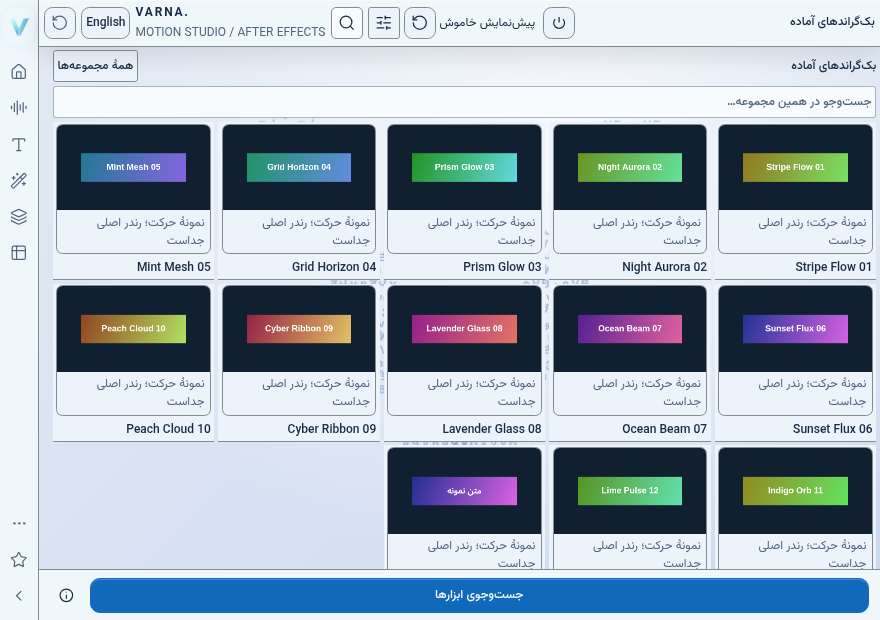 English
VARNA.
MOTION STUDIO / AFTER EFFECTS
پیش‌نمایش خاموش
بک‌گراندهای آماده
بک‌گراندهای آماده
همهٔ مجموعه‌ها
جست‌وجو در همین مجموعه...
Stripe Flow 01
نمونهٔ حرکت؛ رندر اصلی
جداست
Stripe Flow 01
Night Aurora 02
نمونهٔ حرکت؛ رندر اصلی
جداست
Night Aurora 02
Prism Glow 03
نمونهٔ حرکت؛ رندر اصلی
جداست
Prism Glow 03
Grid Horizon 04
نمونهٔ حرکت؛ رندر اصلی
جداست
Grid Horizon 04
Mint Mesh 05
نمونهٔ حرکت؛ رندر اصلی
جداست
Mint Mesh 05
Sunset Flux 06
نمونهٔ حرکت؛ رندر اصلی
جداست
Sunset Flux 06
Ocean Beam 07
نمونهٔ حرکت؛ رندر اصلی
جداست
Ocean Beam 07
Lavender Glass 08
نمونهٔ حرکت؛ رندر اصلی
جداست
Lavender Glass 08
Cyber Ribbon 09
نمونهٔ حرکت؛ رندر اصلی
جداست
Cyber Ribbon 09
Peach Cloud 10
نمونهٔ حرکت؛ رندر اصلی
جداست
Peach Cloud 10
Indigo Orb 11
نمونهٔ حرکت؛ رندر اصلی
جداست
Lime Pulse 12
نمونهٔ حرکت؛ رندر اصلی
جداست
متن نمونه
نمونهٔ حرکت؛ رندر اصلی
جداست
جست‌وجوی ابزارها